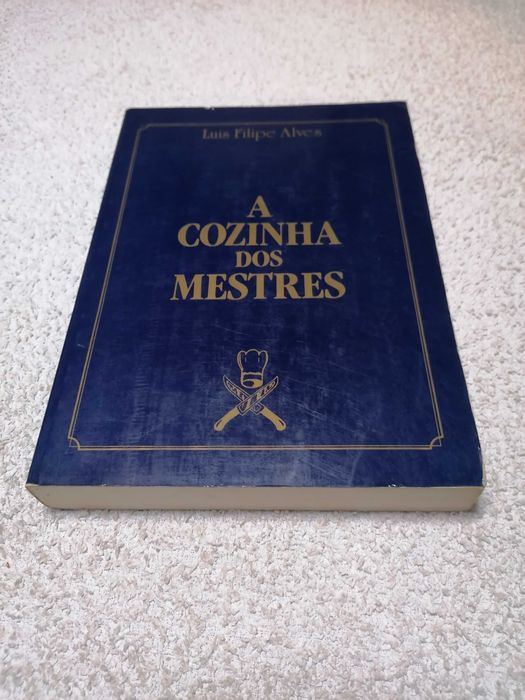 Luis Filipe Alves
A
COZINHA
DOS
MESTRES